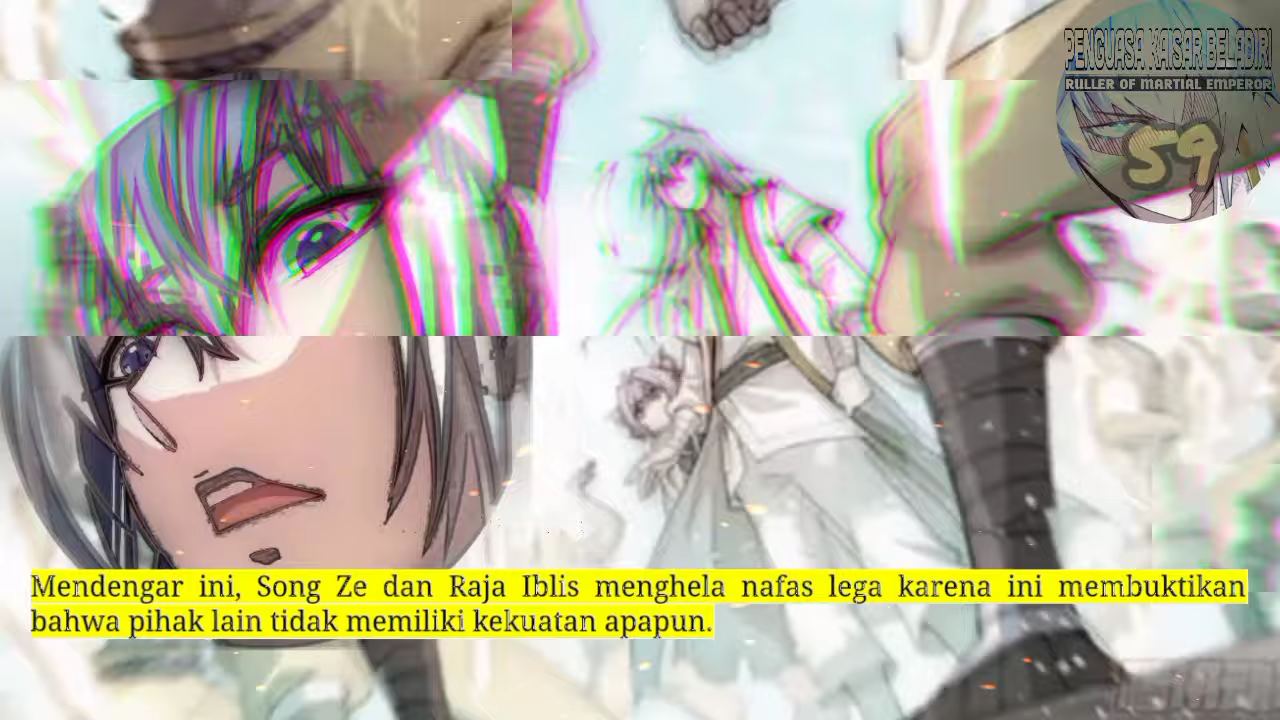 PENGUASA KAISAR BELADIRI
RULLER OF MARTIAL EMPEROR
59
Mendengar ini, Song Ze dan Raja Iblis menghela nafas lega karena ini membuktikan
bahwa pihak lain tidak memiliki kekuatan apapun.